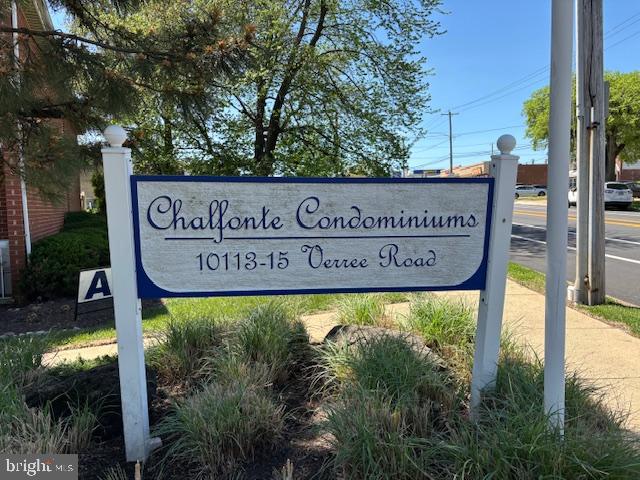 Chalfonte Condominiums
10113-15 Verree Road
A
bright MLS